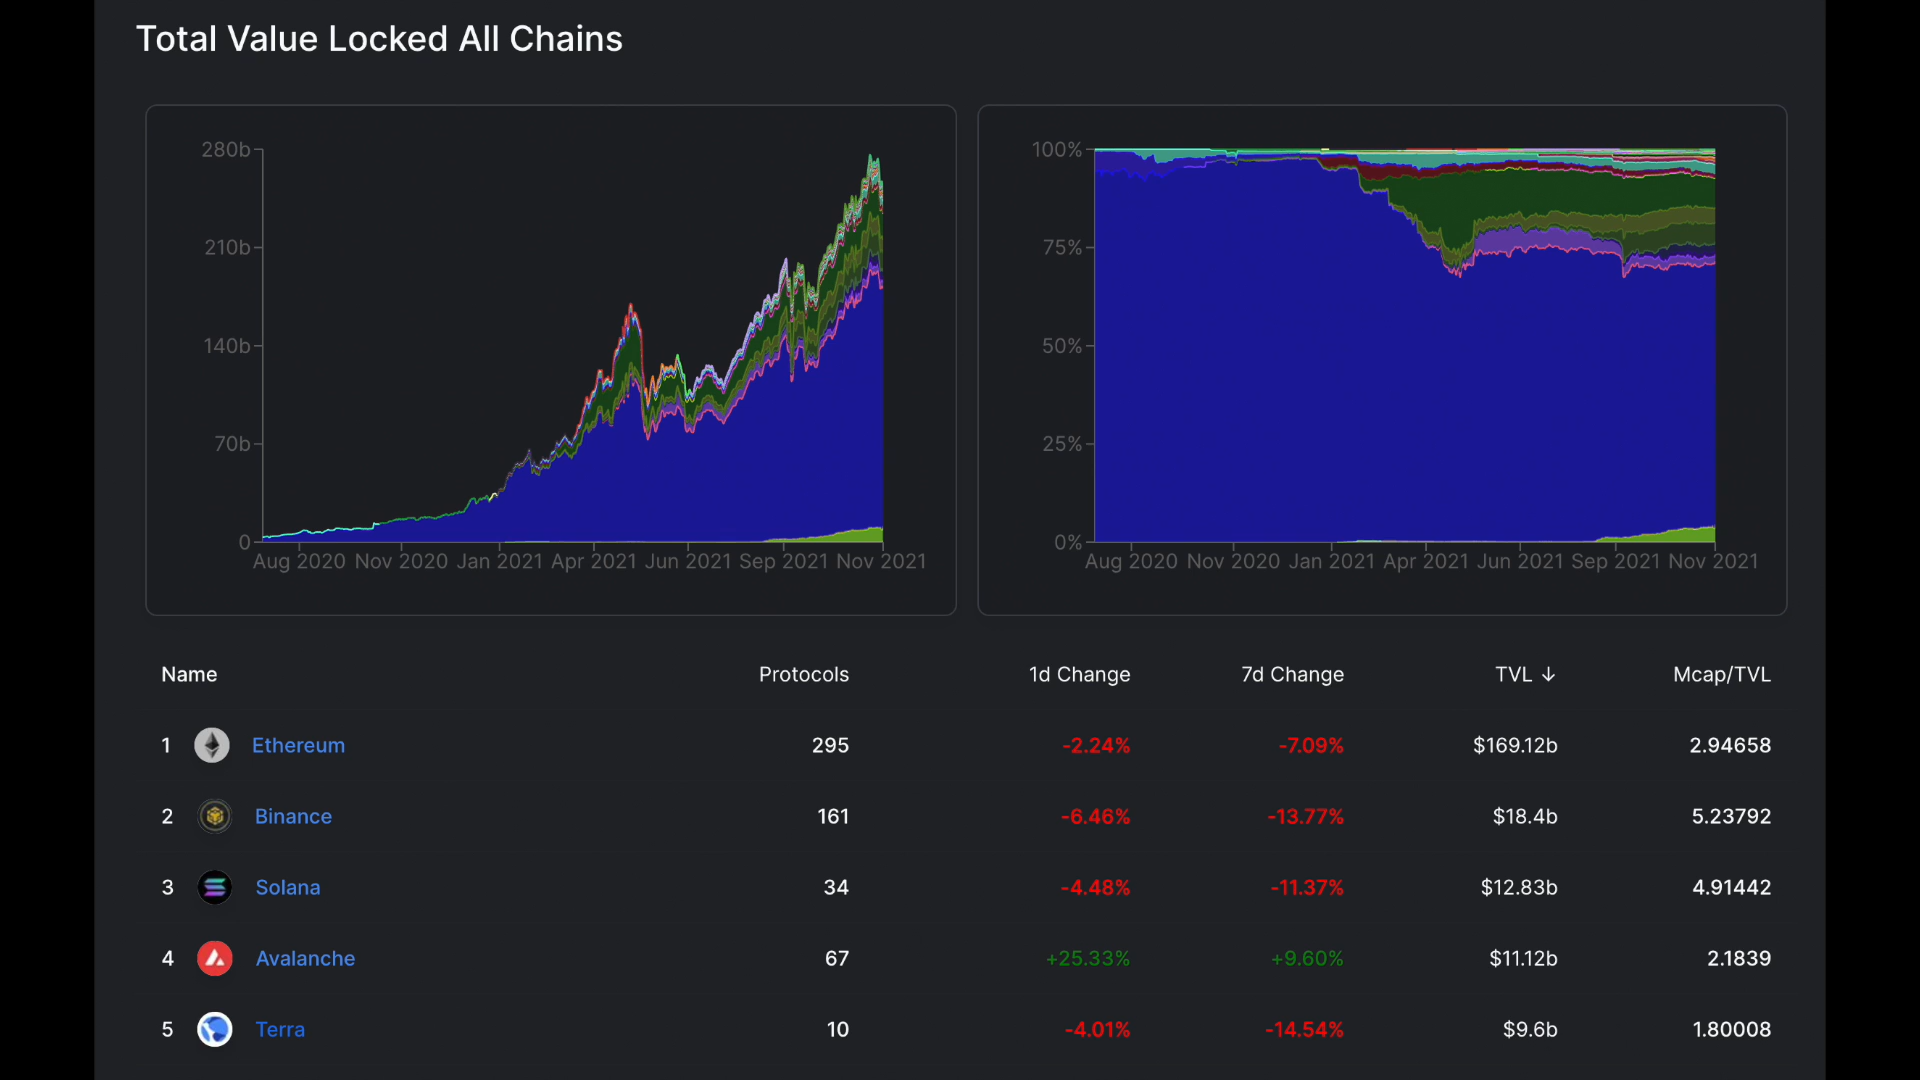 Total Value Locked All Chains
280b
210b
140b
70b
0
Aug 2020 Nov 2020 Jan 2021 Apr 2021 Jun 2021 Sep 2021 Nov 2021
100%
75%
50%
25%
0%
Aug 2020 Nov 2020 Jan 2021 Apr 2021 Jun 2021 Sep 2021 Nov 2021
Name Protocols 1d Change 7d Change TVL ↓ Mcap/TVL
1 Ethereum 295 -2.24% -7.09% $169.12b 2.94658
2 Binance 161 -6.46% -13.77% $18.4b 5.23792
3 Solana 34 -4.48% -11.37% $12.83b 4.91442
4 Avalanche 67 +25.33% +9.60% $11.12b 2.1839
5 Terra 10 -4.01% -14.54% $9.6b 1.80008